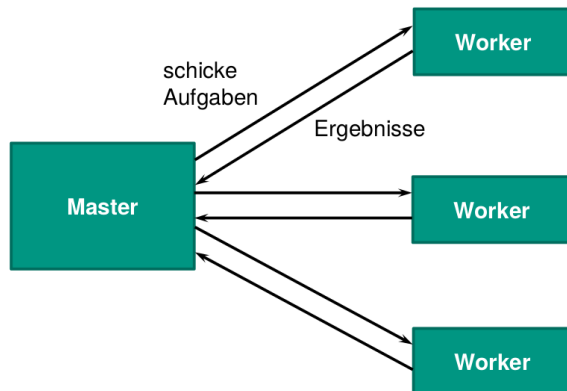 Worker
schicke
Aufgaben
Ergebnisse
Master
Worker
Worker